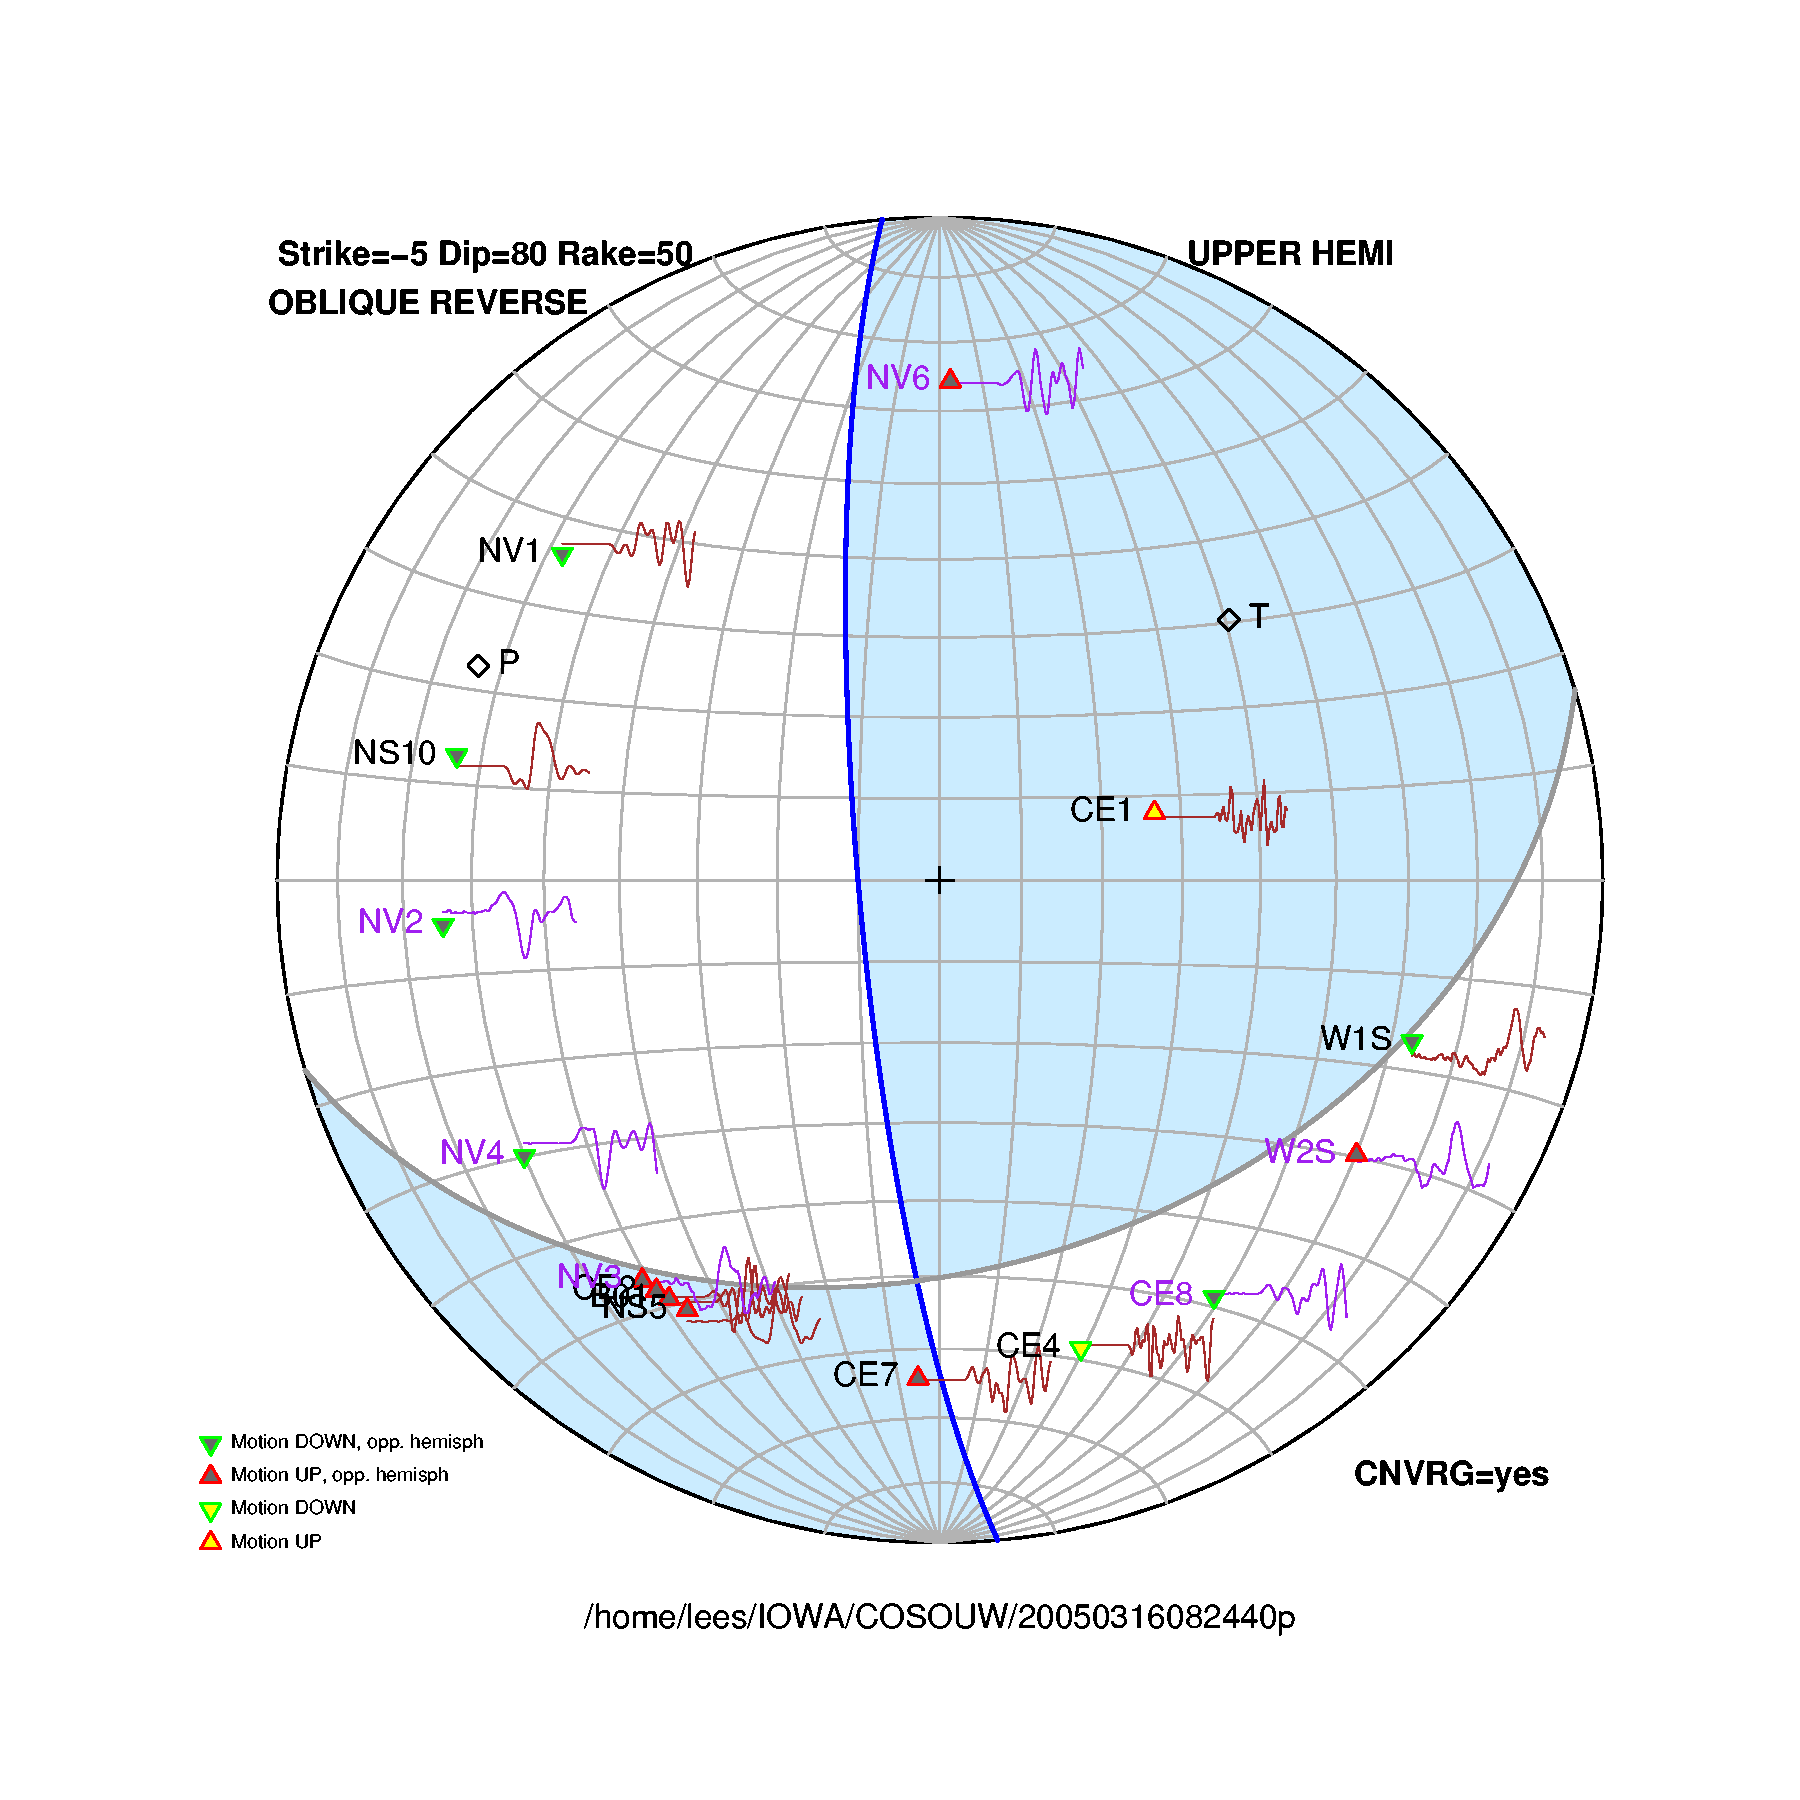 Strike=−5 Dip=80 Rake=50
UPPER HEMI
OBLIQUE REVERSE
NV6
NV1
T
P
NS10
CE1
NV2
W1S
NV4
W2S
NV3
NS5
CE8
CE4
CE7
Motion DOWN, opp. hemisph
Motion UP, opp. hemisph
Motion DOWN
Motion UP
CNVRG=yes
/home/lees/IOWA/COSOUW/20050316082440p